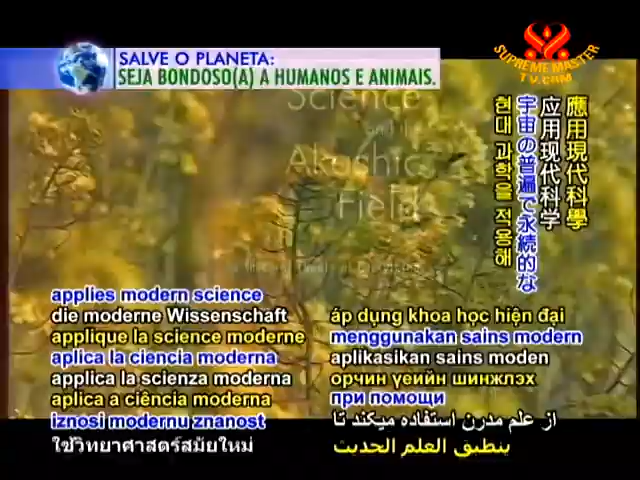 SALVE O PLANETA:
SEJA BONDOSO(A) A HUMANOS E ANIMAIS.
SUPREME MASTER
TV.COM
Science
and the
Akashic
Field
應用現代科學
应用现代科学
宇宙の普遍で永続的な
현대 과학을 적용해
applies modern science
die moderne Wissenschaft
applique la science moderne
aplica la ciencia moderna
applica la scienza moderna
aplica a ciência moderna
iznosi modernu znanost
ใช้วิทยาศาสตร์สมัยใหม่
áp dụng khoa học hiện đại
menggunakan sains modern
aplikasikan sains moden
орчин үеийн шинжлэх
при помощи
از علم مدرن استفاده میکند تا
ينطبق العلم الحديث